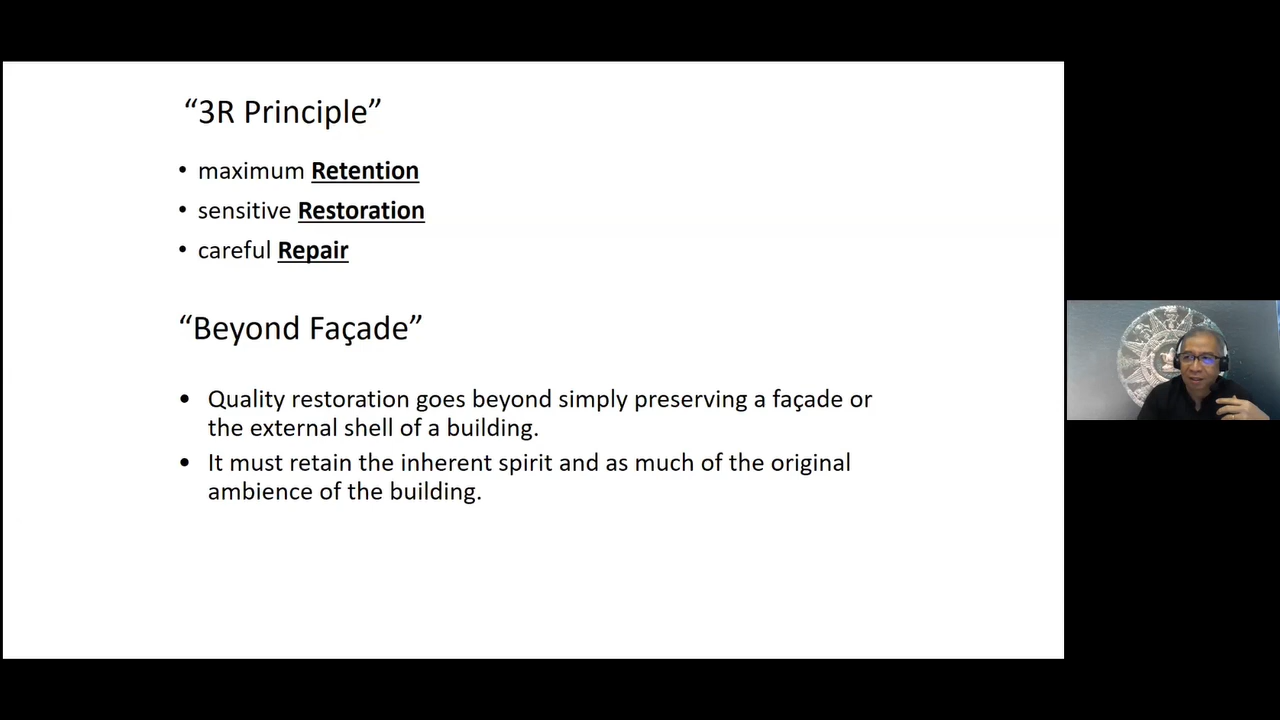 “3R Principle”
• maximum Retention
• sensitive Restoration
• careful Repair
“Beyond Façade”
• Quality restoration goes beyond simply preserving a façade or
the external shell of a building.
• It must retain the inherent spirit and as much of the original
ambience of the building.